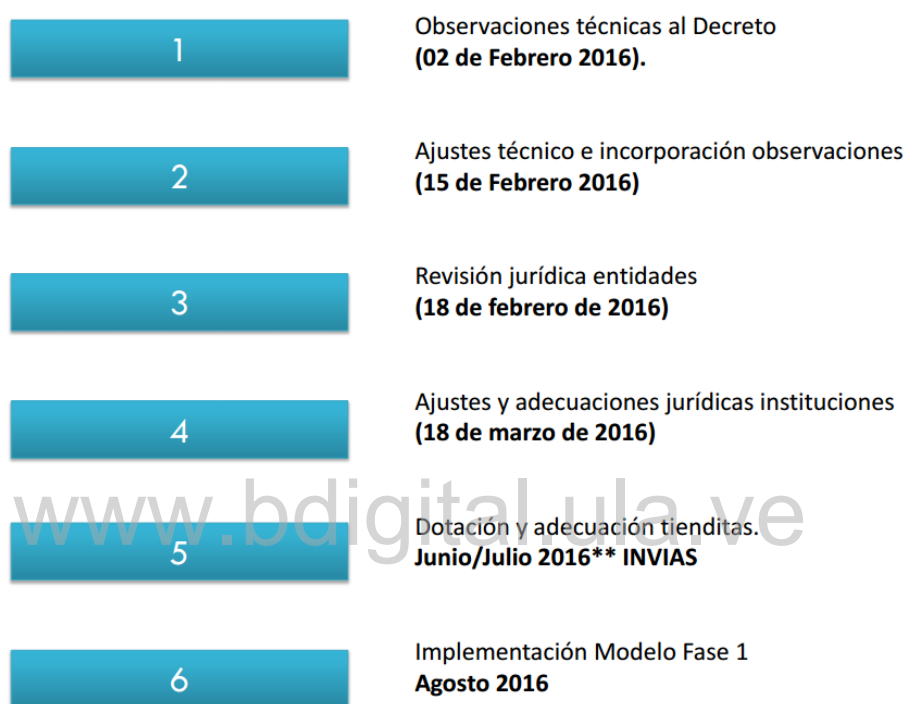 1
Observaciones técnicas al Decreto
(02 de Febrero 2016).
2
Ajustes técnico e incorporación observaciones
(15 de Febrero 2016)
3
Revisión jurídica entidades
(18 de febrero de 2016)
4
Ajustes y adecuaciones jurídicas instituciones
(18 de marzo de 2016)
www.bdigital.ula.ve
5
Dotación y adecuación tienditas.
Junio/Julio 2016** INVIAS
6
Implementación Modelo Fase 1
Agosto 2016